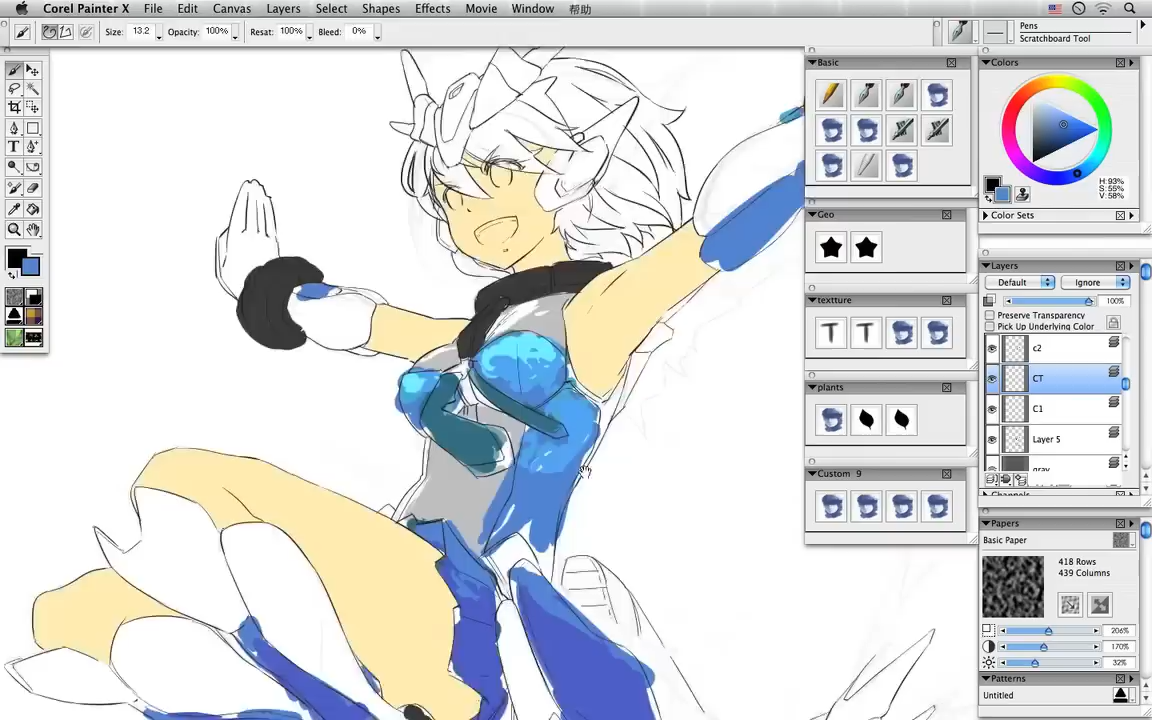 Corel Painter X File Edit Canvas Layers Select Shapes Effects Movie Window 帮助
Size: 13.2 Opacity: 100% Resat: 100% Bleed: 0%
Pens
Scratchboard Tool
Basic
Geo
textture
T T
plants
Custom 9
Colors
H: 93%
S: 55%
V: 58%
Color Sets
Layers
Default Ignore
100%
Preserve Transparency
Pick Up Underlying Color
c2
CT
C1
Layer 5
gray
Channels
Papers
Basic Paper
418 Rows
439 Columns
206%
170%
32%
Patterns
Untitled
T